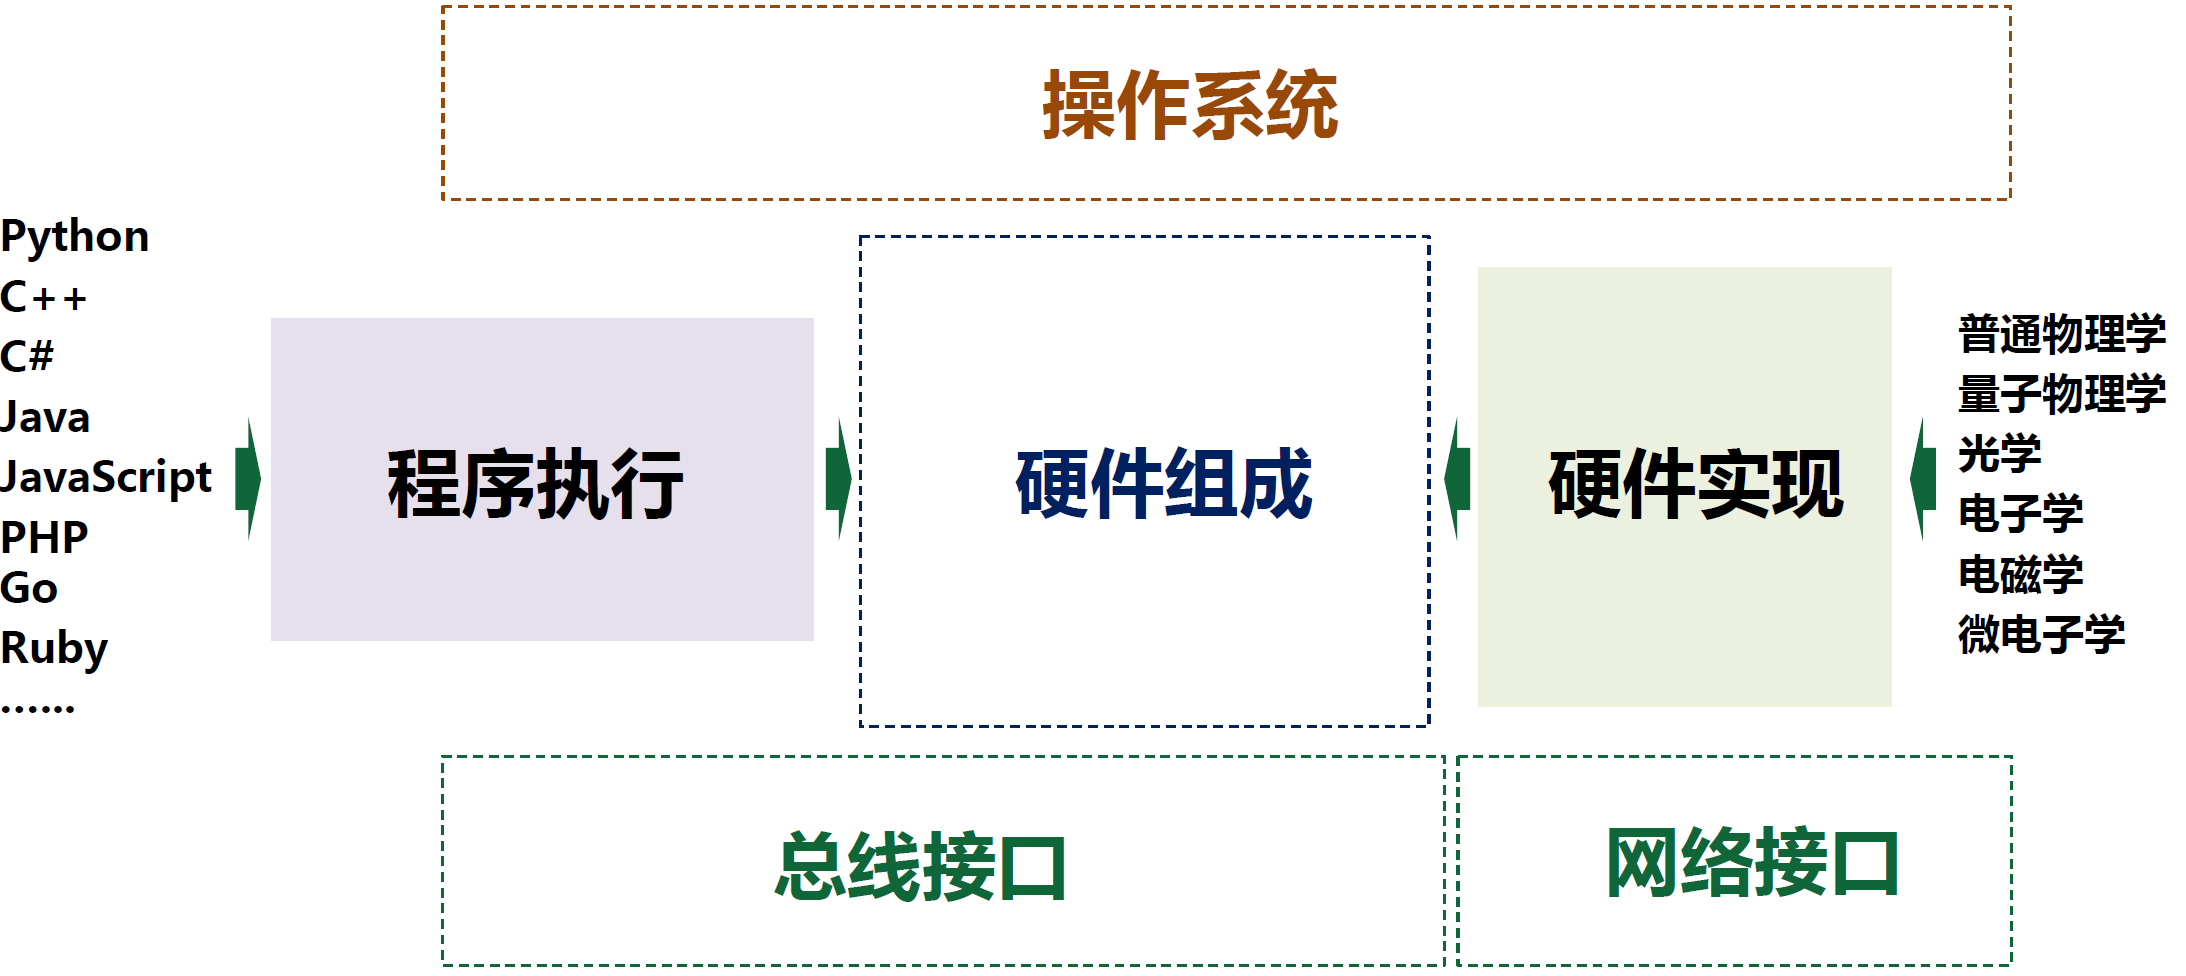 操作系统
Python
C++
C#
Java
JavaScript
PHP
Go
Ruby
……
程序执行
硬件组成
硬件实现
普通物理学
量子物理学
光学
电子学
电磁学
微电子学
总线接口
网络接口